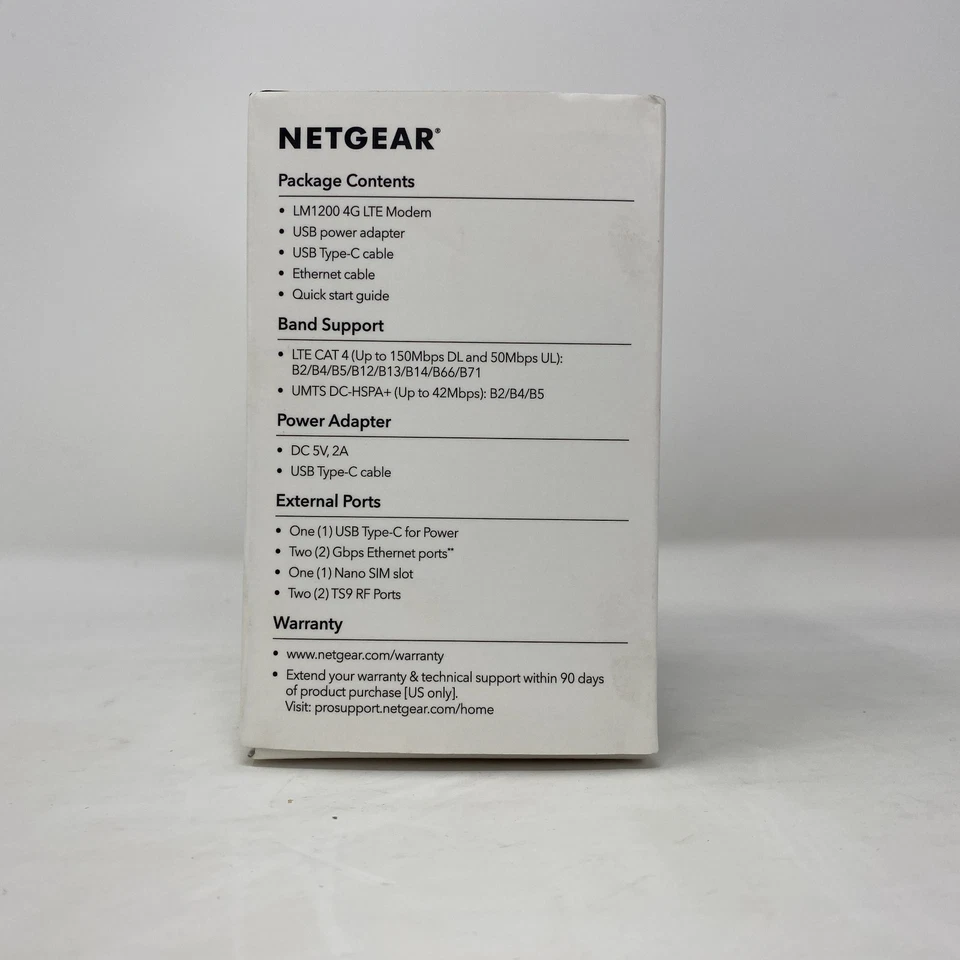 NETGEAR®
Package Contents
• LM1200 4G LTE Modem
• USB power adapter
• USB Type-C cable
• Ethernet cable
• Quick start guide
Band Support
• LTE CAT 4 (Up to 150Mbps DL and 50Mbps UL):
B2/B4/B5/B12/B13/B14/B66/B71
• UMTS DC-HSPA+ (Up to 42Mbps): B2/B4/B5
Power Adapter
• DC 5V, 2A
• USB Type-C cable
External Ports
• One (1) USB Type-C for Power
• Two (2) Gbps Ethernet ports**
• One (1) Nano SIM slot
• Two (2) TS9 RF Ports
Warranty
• www.netgear.com/warranty
• Extend your warranty & technical support within 90 days
of product purchase [US only].
Visit: prosupport.netgear.com/home